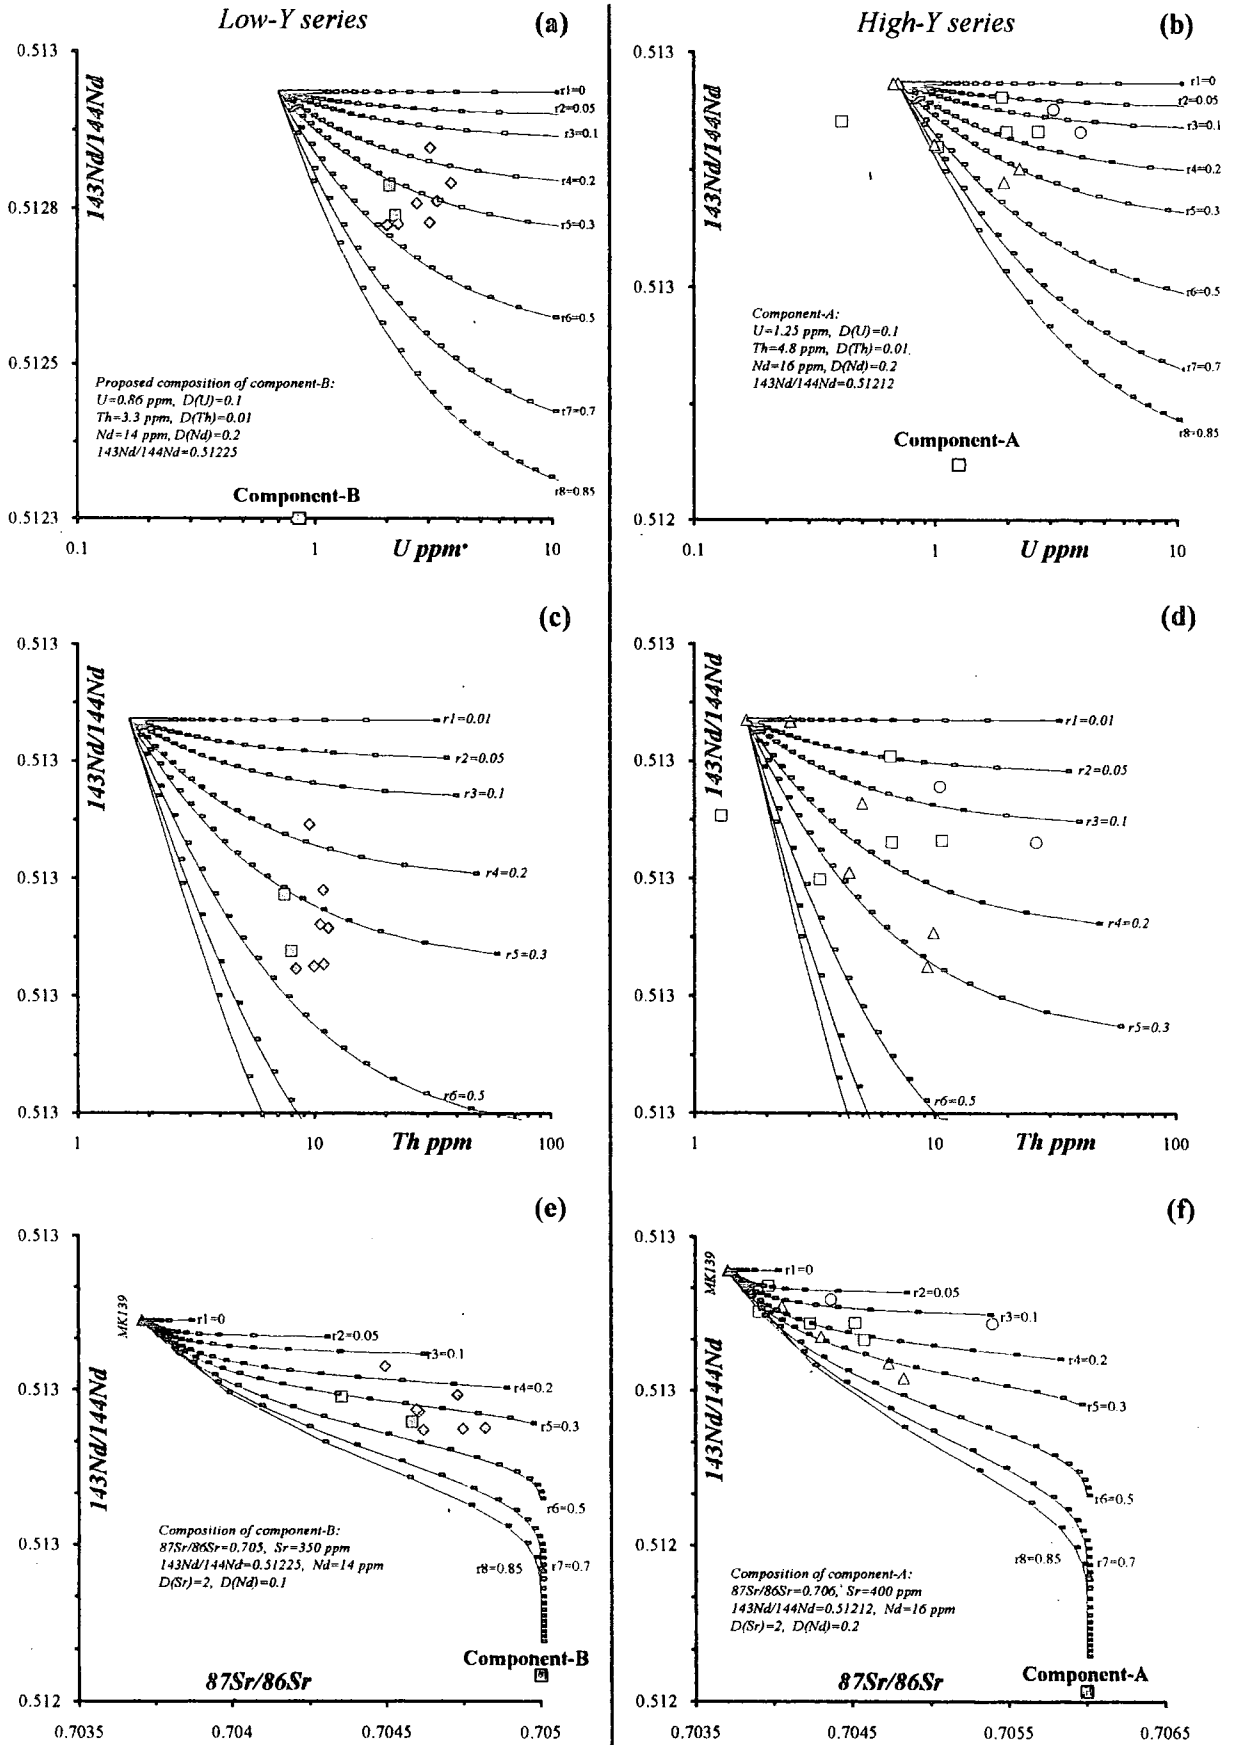 Low-Y series
(a)
0.513
143Nd/144Nd
r1=0
r2=0.05
r3=0.1
r4=0.2
r5=0.3
r6=0.5
r7=0.7
r8=0.85
0.5128
0.5125
0.5123
Proposed composition of component-B:
U=0.86 ppm, D(U)=0.1
Th=3.3 ppm, D(Th)=0.01
Nd=14 ppm, D(Nd)=0.2
143Nd/144Nd=0.51225
Component-B
0.1
1
U ppm
10
High-Y series
(b)
0.513
143Nd/144Nd
r1=0
r2=0.05
r3=0.1
r4=0.2
r5=0.3
r6=0.5
r7=0.7
r8=0.85
0.513
0.512
Component-A:
U=1.25 ppm, D(U)=0.1
Th=4.8 ppm, D(Th)=0.01
Nd=16 ppm, D(Nd)=0.2
143Nd/144Nd=0.51212
Component-A
0.1
1
U ppm
10
(c)
0.513
143Nd/144Nd
r1=0.01
0.513
r2=0.05
r3=0.1
0.513
r4=0.2
r5=0.3
0.513
r6=0.5
0.513
1
10
Th ppm
100
(d)
0.513
143Nd/144Nd
r1=0.01
0.513
r2=0.05
r3=0.1
0.513
r4=0.2
0.513
r5=0.3
r6=0.5
0.513
1
10
Th ppm
100
(e)
0.513
MK139
r1=0
r2=0.05
r3=0.1
0.513
r4=0.2
r5=0.3
143Nd/144Nd
r6=0.5
0.513
r8=0.85
r7=0.7
Composition of component-B:
87Sr/86Sr=0.705, Sr=350 ppm
143Nd/144Nd=0.51225, Nd=14 ppm
D(Sr)=2, D(Nd)=0.1
Component-B
87Sr/86Sr
0.512
0.7035
0.704
0.7045
0.705
(f)
0.513
MK139
r1=0
r2=0.05
r3=0.1
r4=0.2
0.513
r5=0.3
143Nd/144Nd
r6=0.5
0.512
r8=0.85
r7=0.7
Composition of component-A:
87Sr/86Sr=0.706, Sr=400 ppm
143Nd/144Nd=0.51212, Nd=16 ppm
D(Sr)=2, D(Nd)=0.2
Component-A
87Sr/86Sr
0.512
0.7035
0.7045
0.7055
0.7065